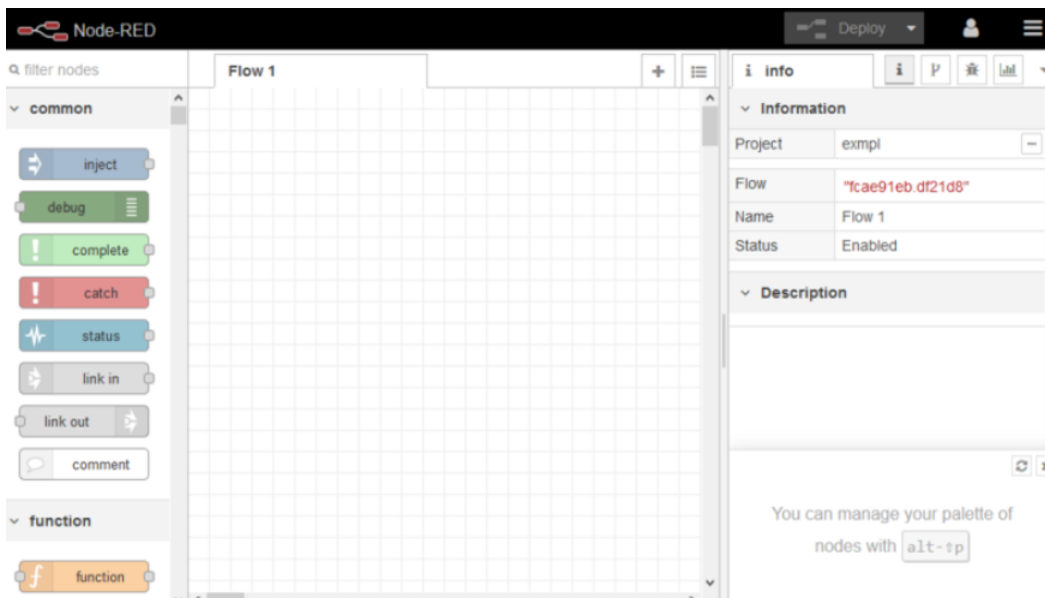 Node-RED
Deploy
filter nodes
Flow 1
i info
common
Information
Project exmpl
inject
Flow "fcae91eb.df21d8"
debug
Name Flow 1
complete
Status Enabled
catch
Description
status
link in
link out
comment
function
You can manage your palette of
nodes with alt-⇧p
function